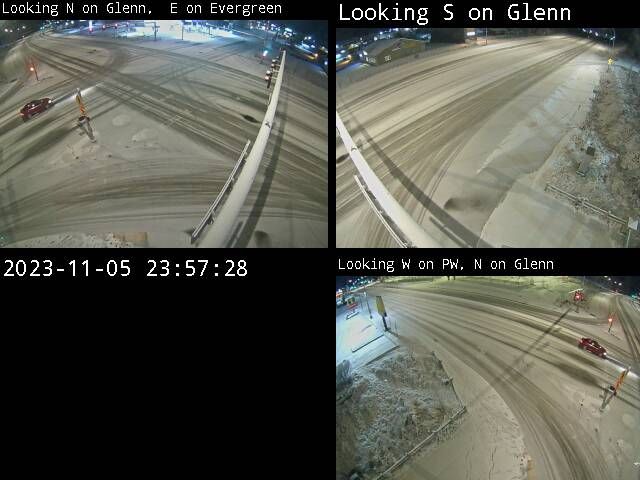 Looking N on Glenn,  E on Evergreen
Looking S on Glenn
2023-11-05 23:57:28
Looking W on PW, N on Glenn